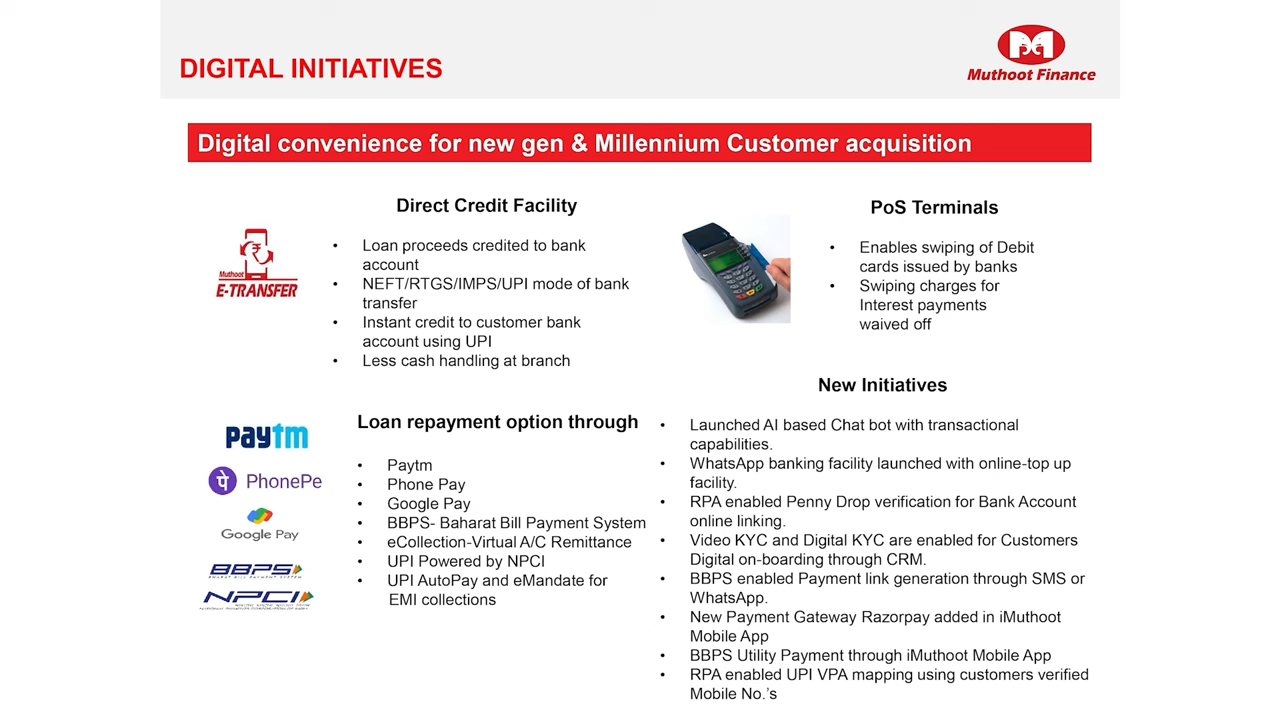 DIGITAL INITIATIVES
Muthoot Finance
Digital convenience for new gen & Millennium Customer acquisition
Direct Credit Facility
Muthoot
E-TRANSFER
• Loan proceeds credited to bank
account
• NEFT/RTGS/IMPS/UPI mode of bank
transfer
• Instant credit to customer bank
account using UPI
• Less cash handling at branch
PoS Terminals
• Enables swiping of Debit
cards issued by banks
• Swiping charges for
Interest payments
waived off
Loan repayment option through
paytm
पे PhonePe
Google Pay
BBPS
BHARAT BILL PAYMENT SYSTEM
NPCI
• Paytm
• Phone Pay
• Google Pay
• BBPS- Baharat Bill Payment System
• eCollection-Virtual A/C Remittance
• UPI Powered by NPCI
• UPI AutoPay and eMandate for
EMI collections
New Initiatives
• Launched AI based Chat bot with transactional
capabilities.
• WhatsApp banking facility launched with online-top up
facility.
• RPA enabled Penny Drop verification for Bank Account
online linking.
• Video KYC and Digital KYC are enabled for Customers
Digital on-boarding through CRM.
• BBPS enabled Payment link generation through SMS or
WhatsApp.
• New Payment Gateway Razorpay added in iMuthoot
Mobile App
• BBPS Utility Payment through iMuthoot Mobile App
• RPA enabled UPI VPA mapping using customers verified
Mobile No.’s